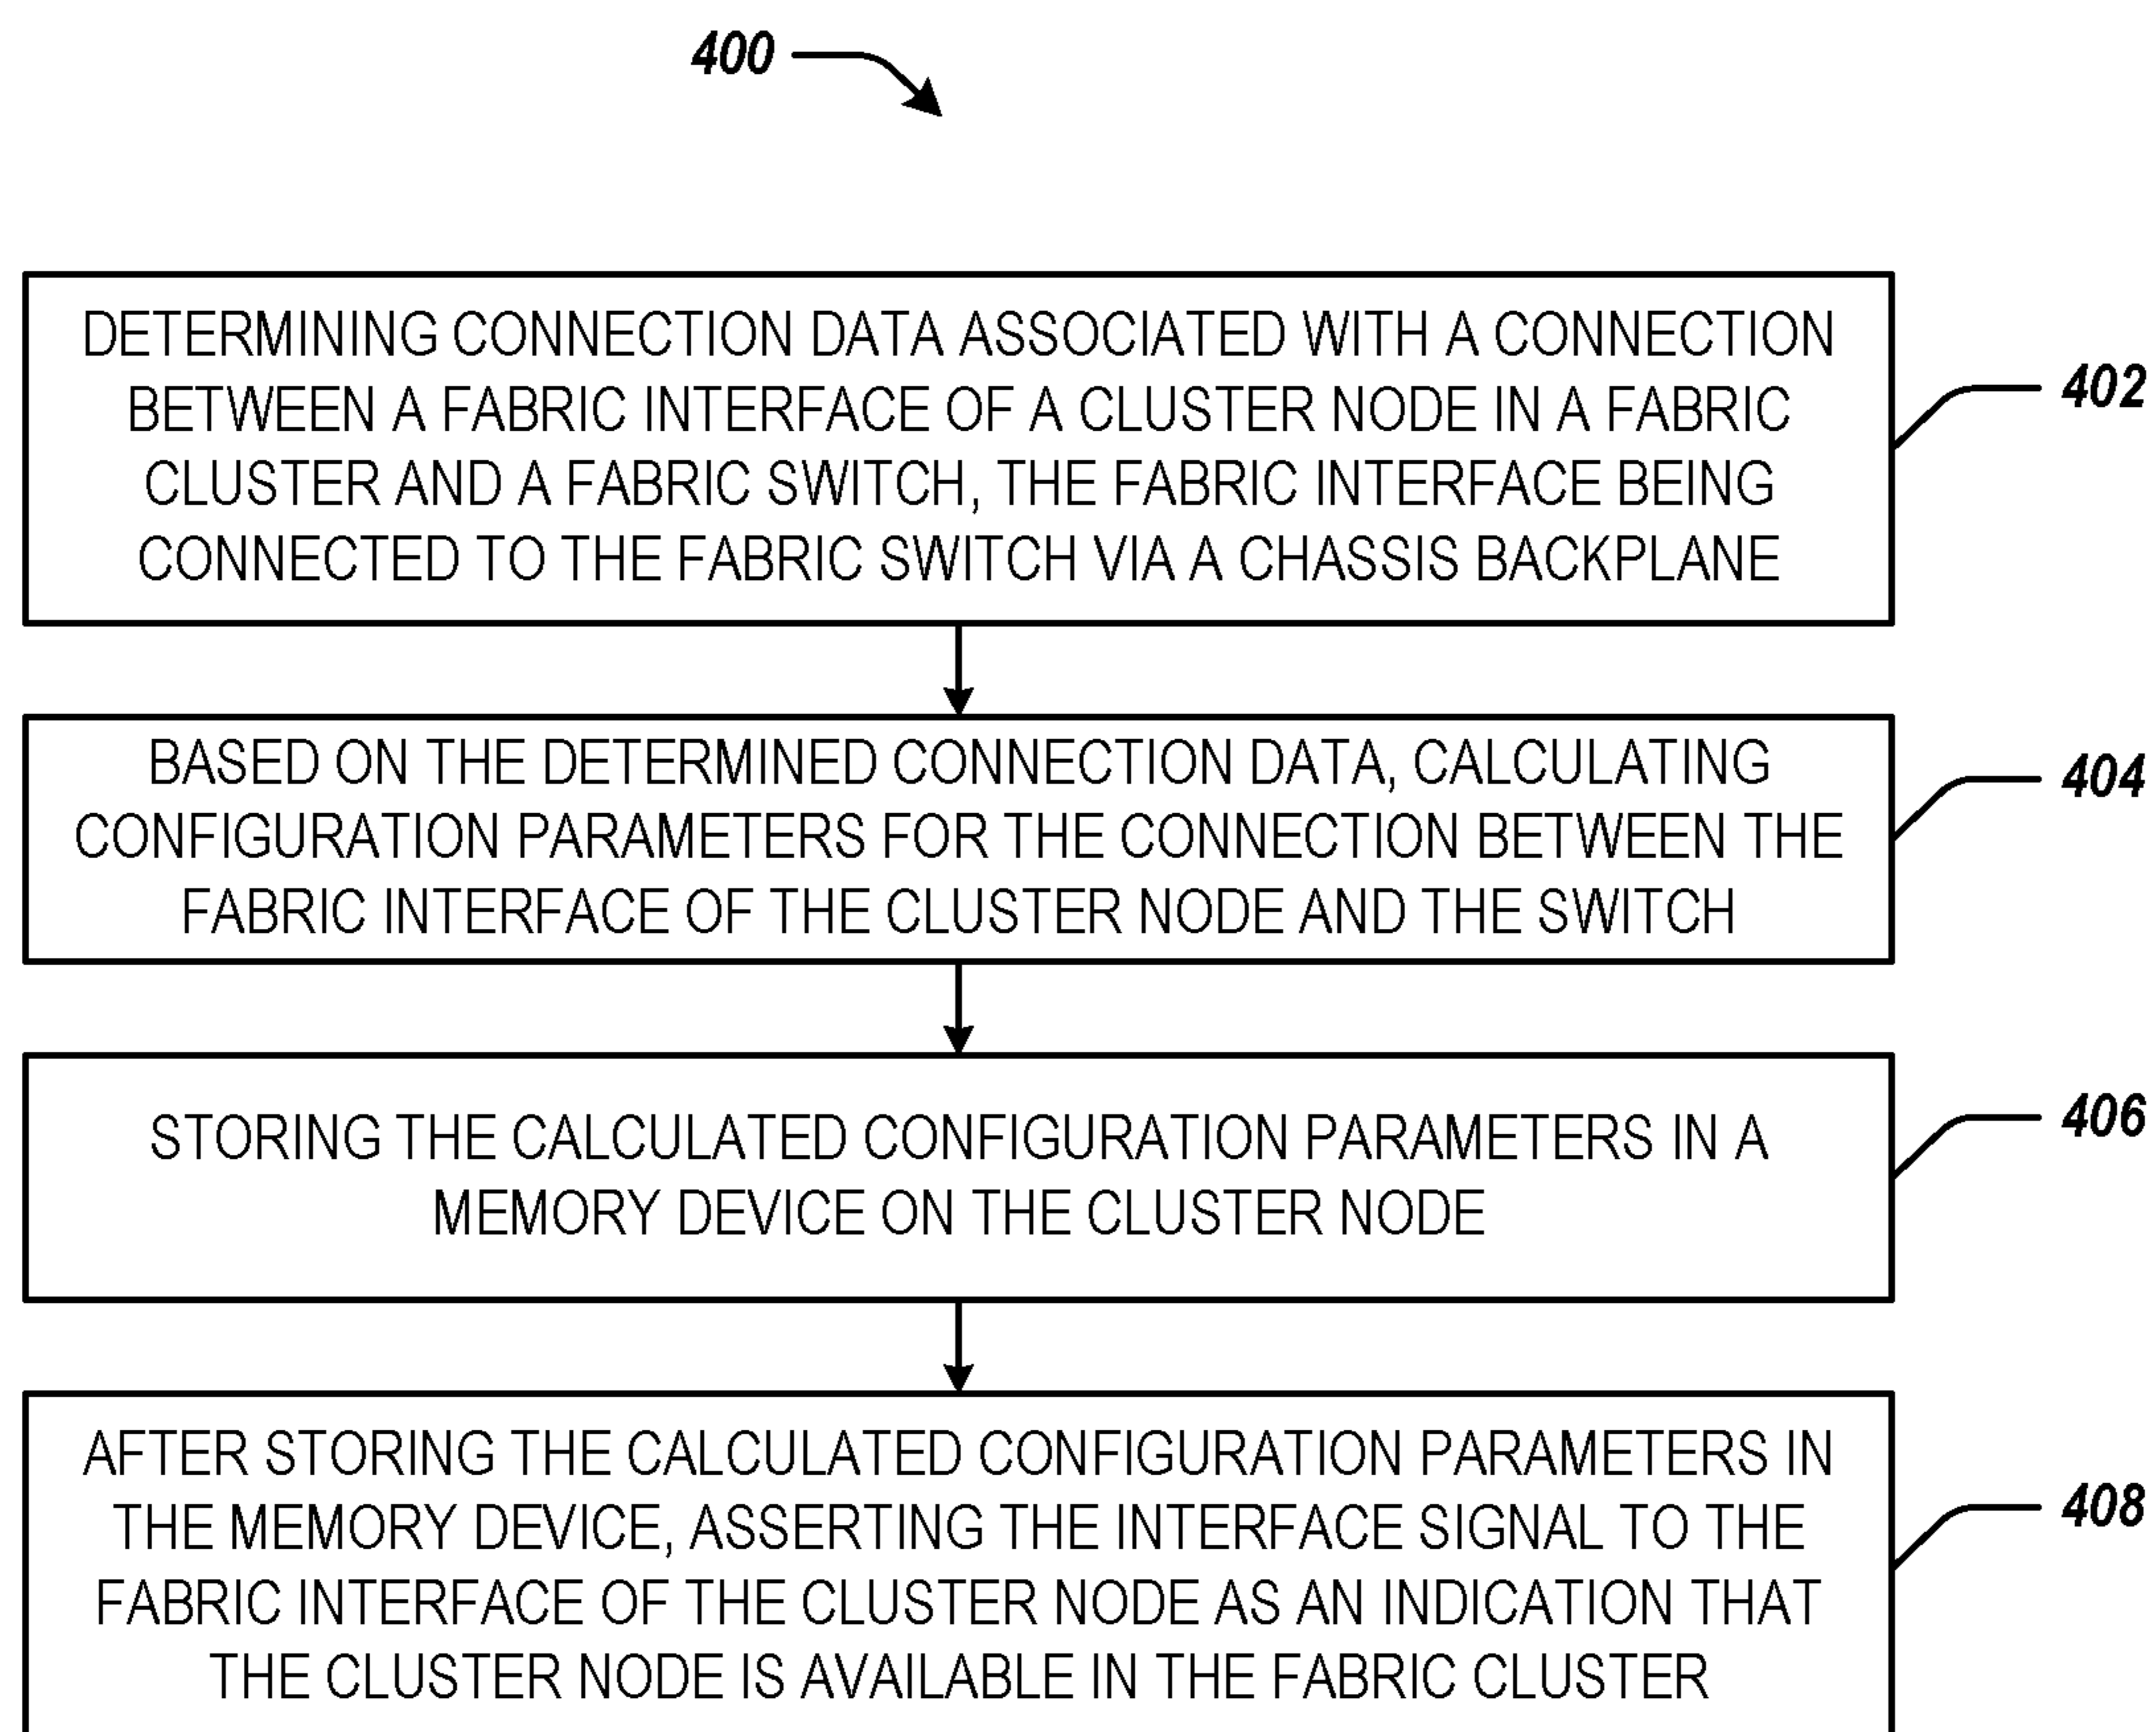 400
DETERMINING CONNECTION DATA ASSOCIATED WITH A CONNECTION
BETWEEN A FABRIC INTERFACE OF A CLUSTER NODE IN A FABRIC
CLUSTER AND A FABRIC SWITCH, THE FABRIC INTERFACE BEING
CONNECTED TO THE FABRIC SWITCH VIA A CHASSIS BACKPLANE
402
BASED ON THE DETERMINED CONNECTION DATA, CALCULATING
CONFIGURATION PARAMETERS FOR THE CONNECTION BETWEEN THE
FABRIC INTERFACE OF THE CLUSTER NODE AND THE SWITCH
404
STORING THE CALCULATED CONFIGURATION PARAMETERS IN A
MEMORY DEVICE ON THE CLUSTER NODE
406
AFTER STORING THE CALCULATED CONFIGURATION PARAMETERS IN
THE MEMORY DEVICE, ASSERTING THE INTERFACE SIGNAL TO THE
FABRIC INTERFACE OF THE CLUSTER NODE AS AN INDICATION THAT
THE CLUSTER NODE IS AVAILABLE IN THE FABRIC CLUSTER
408